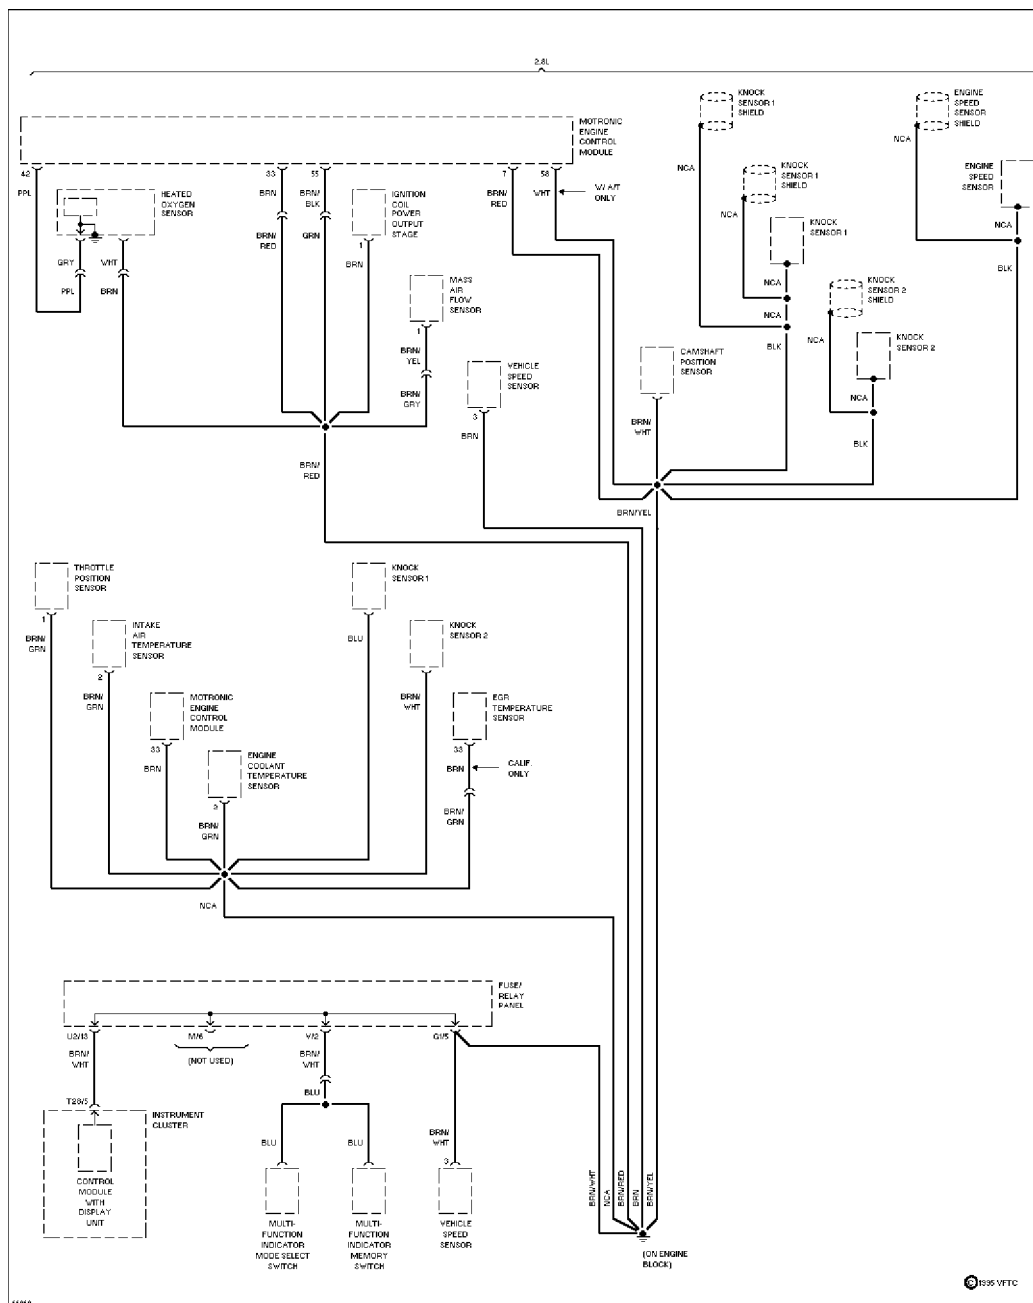 2.8L
MOTRONIC
ENGINE
CONTROL
MODULE
KNOCK
SENSOR 1
SHIELD
ENGINE
SPEED
SENSOR
SHIELD
42
33
55
7
58
PPL
BRN
BRN/
BLK
BRN/
RED
WHT
W/ A/T
ONLY
NCA
NCA
KNOCK
SENSOR 1
SHIELD
ENGINE
SPEED
SENSOR
HEATED
OXYGEN
SENSOR
IGNITION
COIL
POWER
OUTPUT
STAGE
NCA
KNOCK
SENSOR 1
NCA
BRN/
RED
GRN
1
BRN
GRY
WHT
PPL
BRN
BLK
MASS
AIR
FLOW
SENSOR
NCA
KNOCK
SENSOR 2
SHIELD
NCA
1
BRN/
YEL
BLK
NCA
KNOCK
SENSOR 2
CAMSHAFT
POSITION
SENSOR
VEHICLE
SPEED
SENSOR
BRN/
GRY
NCA
3
BRN
BRN/
WHT
BLK
BRN/
RED
BRN/YEL
THROTTLE
POSITION
SENSOR
KNOCK
SENSOR 1
1
BRN/
GRN
INTAKE
AIR
TEMPERATURE
SENSOR
BLU
KNOCK
SENSOR 2
2
BRN/
GRN
MOTRONIC
ENGINE
CONTROL
MODULE
BRN/
WHT
EGR
TEMPERATURE
SENSOR
33
BRN
ENGINE
COOLANT
TEMPERATURE
SENSOR
33
BRN
CALIF.
ONLY
2
BRN/
GRN
BRN/
GRN
NCA
FUSE/
RELAY
PANEL
U2/13
M/6
Y/2
G1/5
BRN/
WHT
(NOT USED)
BRN/
WHT
BLU
T26/5
INSTRUMENT
CLUSTER
BLU
BLU
BRN/
WHT
3
CONTROL
MODULE
WITH
DISPLAY
UNIT
BRN/WHT
NCA
BRN/RED
BRN
BRN/YEL
MULTI-
FUNCTION
INDICATOR
MODE SELECT
SWITCH
MULTI-
FUNCTION
INDICATOR
MEMORY
SWITCH
VEHICLE
SPEED
SENSOR
(ON ENGINE
BLOCK)
© 1995 VFTC